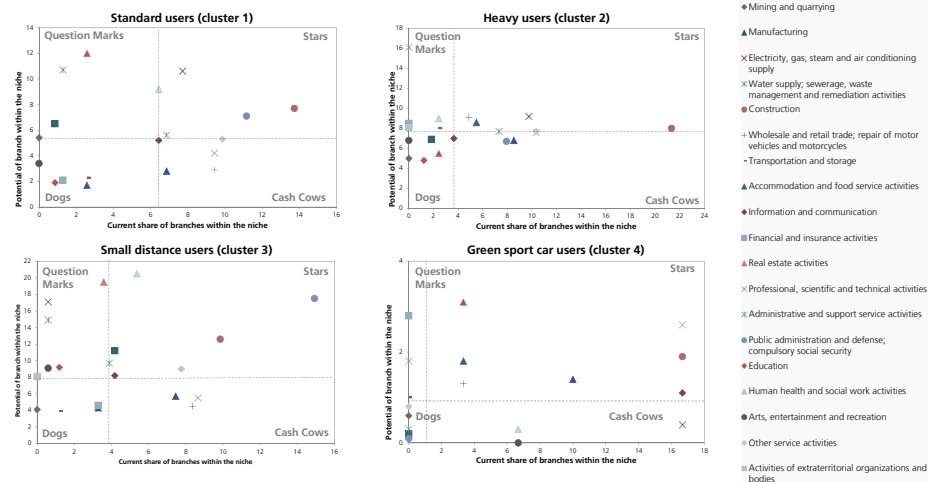 Standard users (cluster 1)
Potential of branch within the niche
14
12
10
8
6
4
2
0
Question Marks
Stars
Dogs
Cash Cows
0 2 4 6 8 10 12 14 16
Current share of branches within the niche
Heavy users (cluster 2)
Potential of branch within the niche
18
16
14
12
10
8
6
4
2
0
Question
Marks
Stars
Dogs
Cash Cows
0 2 4 6 8 10 12 14 16 18 20 22 24
Current share of branches within the niche
Small distance users (cluster 3)
Potential of branch within the niche
22
20
18
16
14
12
10
8
6
4
2
0
Question
Marks
Stars
Dogs
Cash Cows
0 2 4 6 8 10 12 14 16
Current share of branches within the niche
Green sport car users (cluster 4)
Potential of branch within the niche
4
2
0
Question
Marks
Stars
Dogs
Cash Cows
0 2 4 6 8 10 12 14 16 18
Current share of branches within the niche
Mining and quarrying
Manufacturing
Electricity, gas, steam and air conditioning
supply
Water supply; sewerage, waste
management and remediation activities
Construction
Wholesale and retail trade; repair of motor
vehicles and motorcycles
Transportation and storage
Accommodation and food service activities
Information and communication
Financial and insurance activities
Real estate activities
Professional, scientific and technical activities
Administrative and support service activities
Public administration and defense;
compulsory social security
Education
Human health and social work activities
Arts, entertainment and recreation
Other service activities
Activities of extraterritorial organizations and
bodies